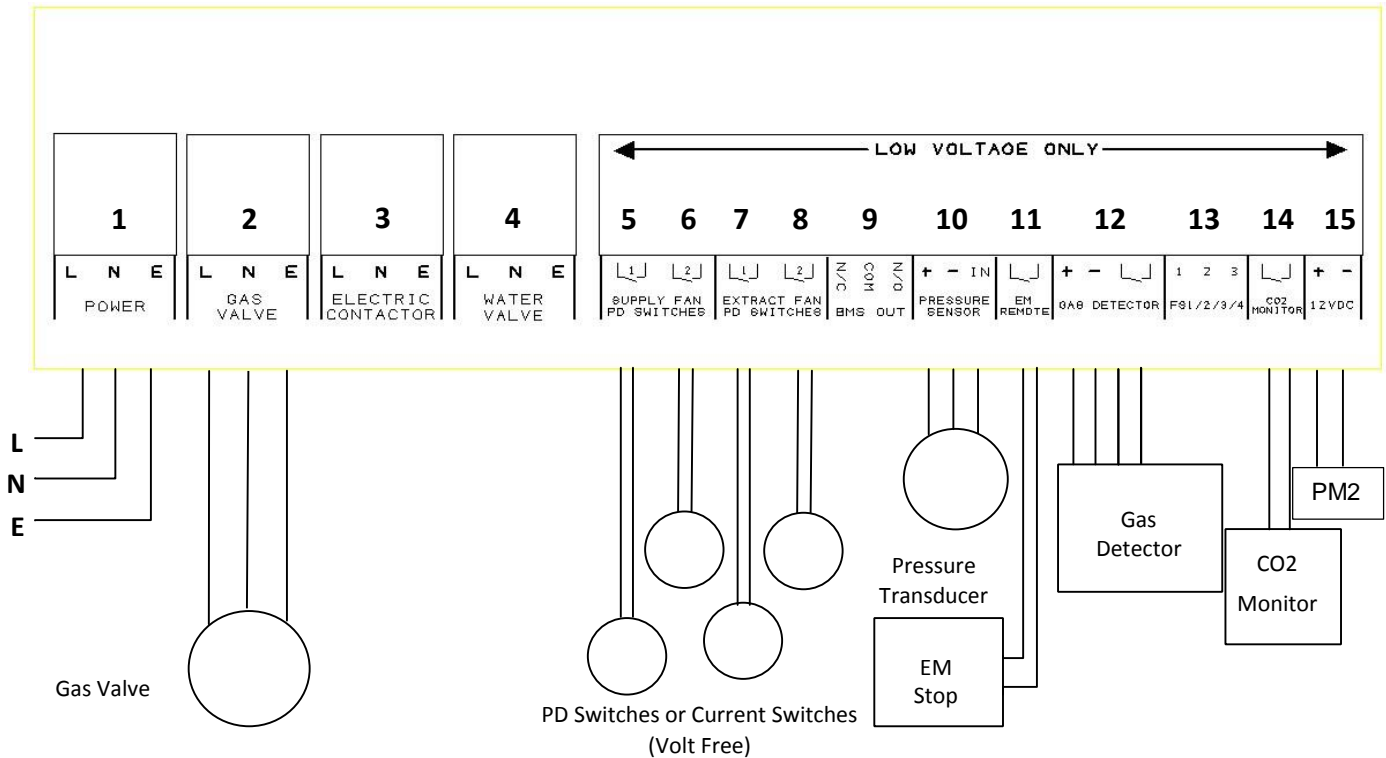 LOW VOLTAGE ONLY
1 2 3 4 5 6 7 8 9 10 11 12 13 14 15
L N E L N E L N E L N E 1 2 1 2 N/C COM N/O + - IN + - 1 2 3 + -
POWER
GAS
VALVE
ELECTRIC
CONTACTOR
WATER
VALVE
SUPPLY FAN
PD SWITCHES
EXTRACT FAN
PD SWITCHES
BMS OUT
PRESSURE
SENSOR
EM
REMOTE
GAS DETECTOR
FS1/2/3/4
CO2
MONITOR
12VDC
L
N
E
Gas Valve
PD Switches or Current Switches
(Volt Free)
Pressure
Transducer
EM
Stop
Gas
Detector
CO2
Monitor
PM2